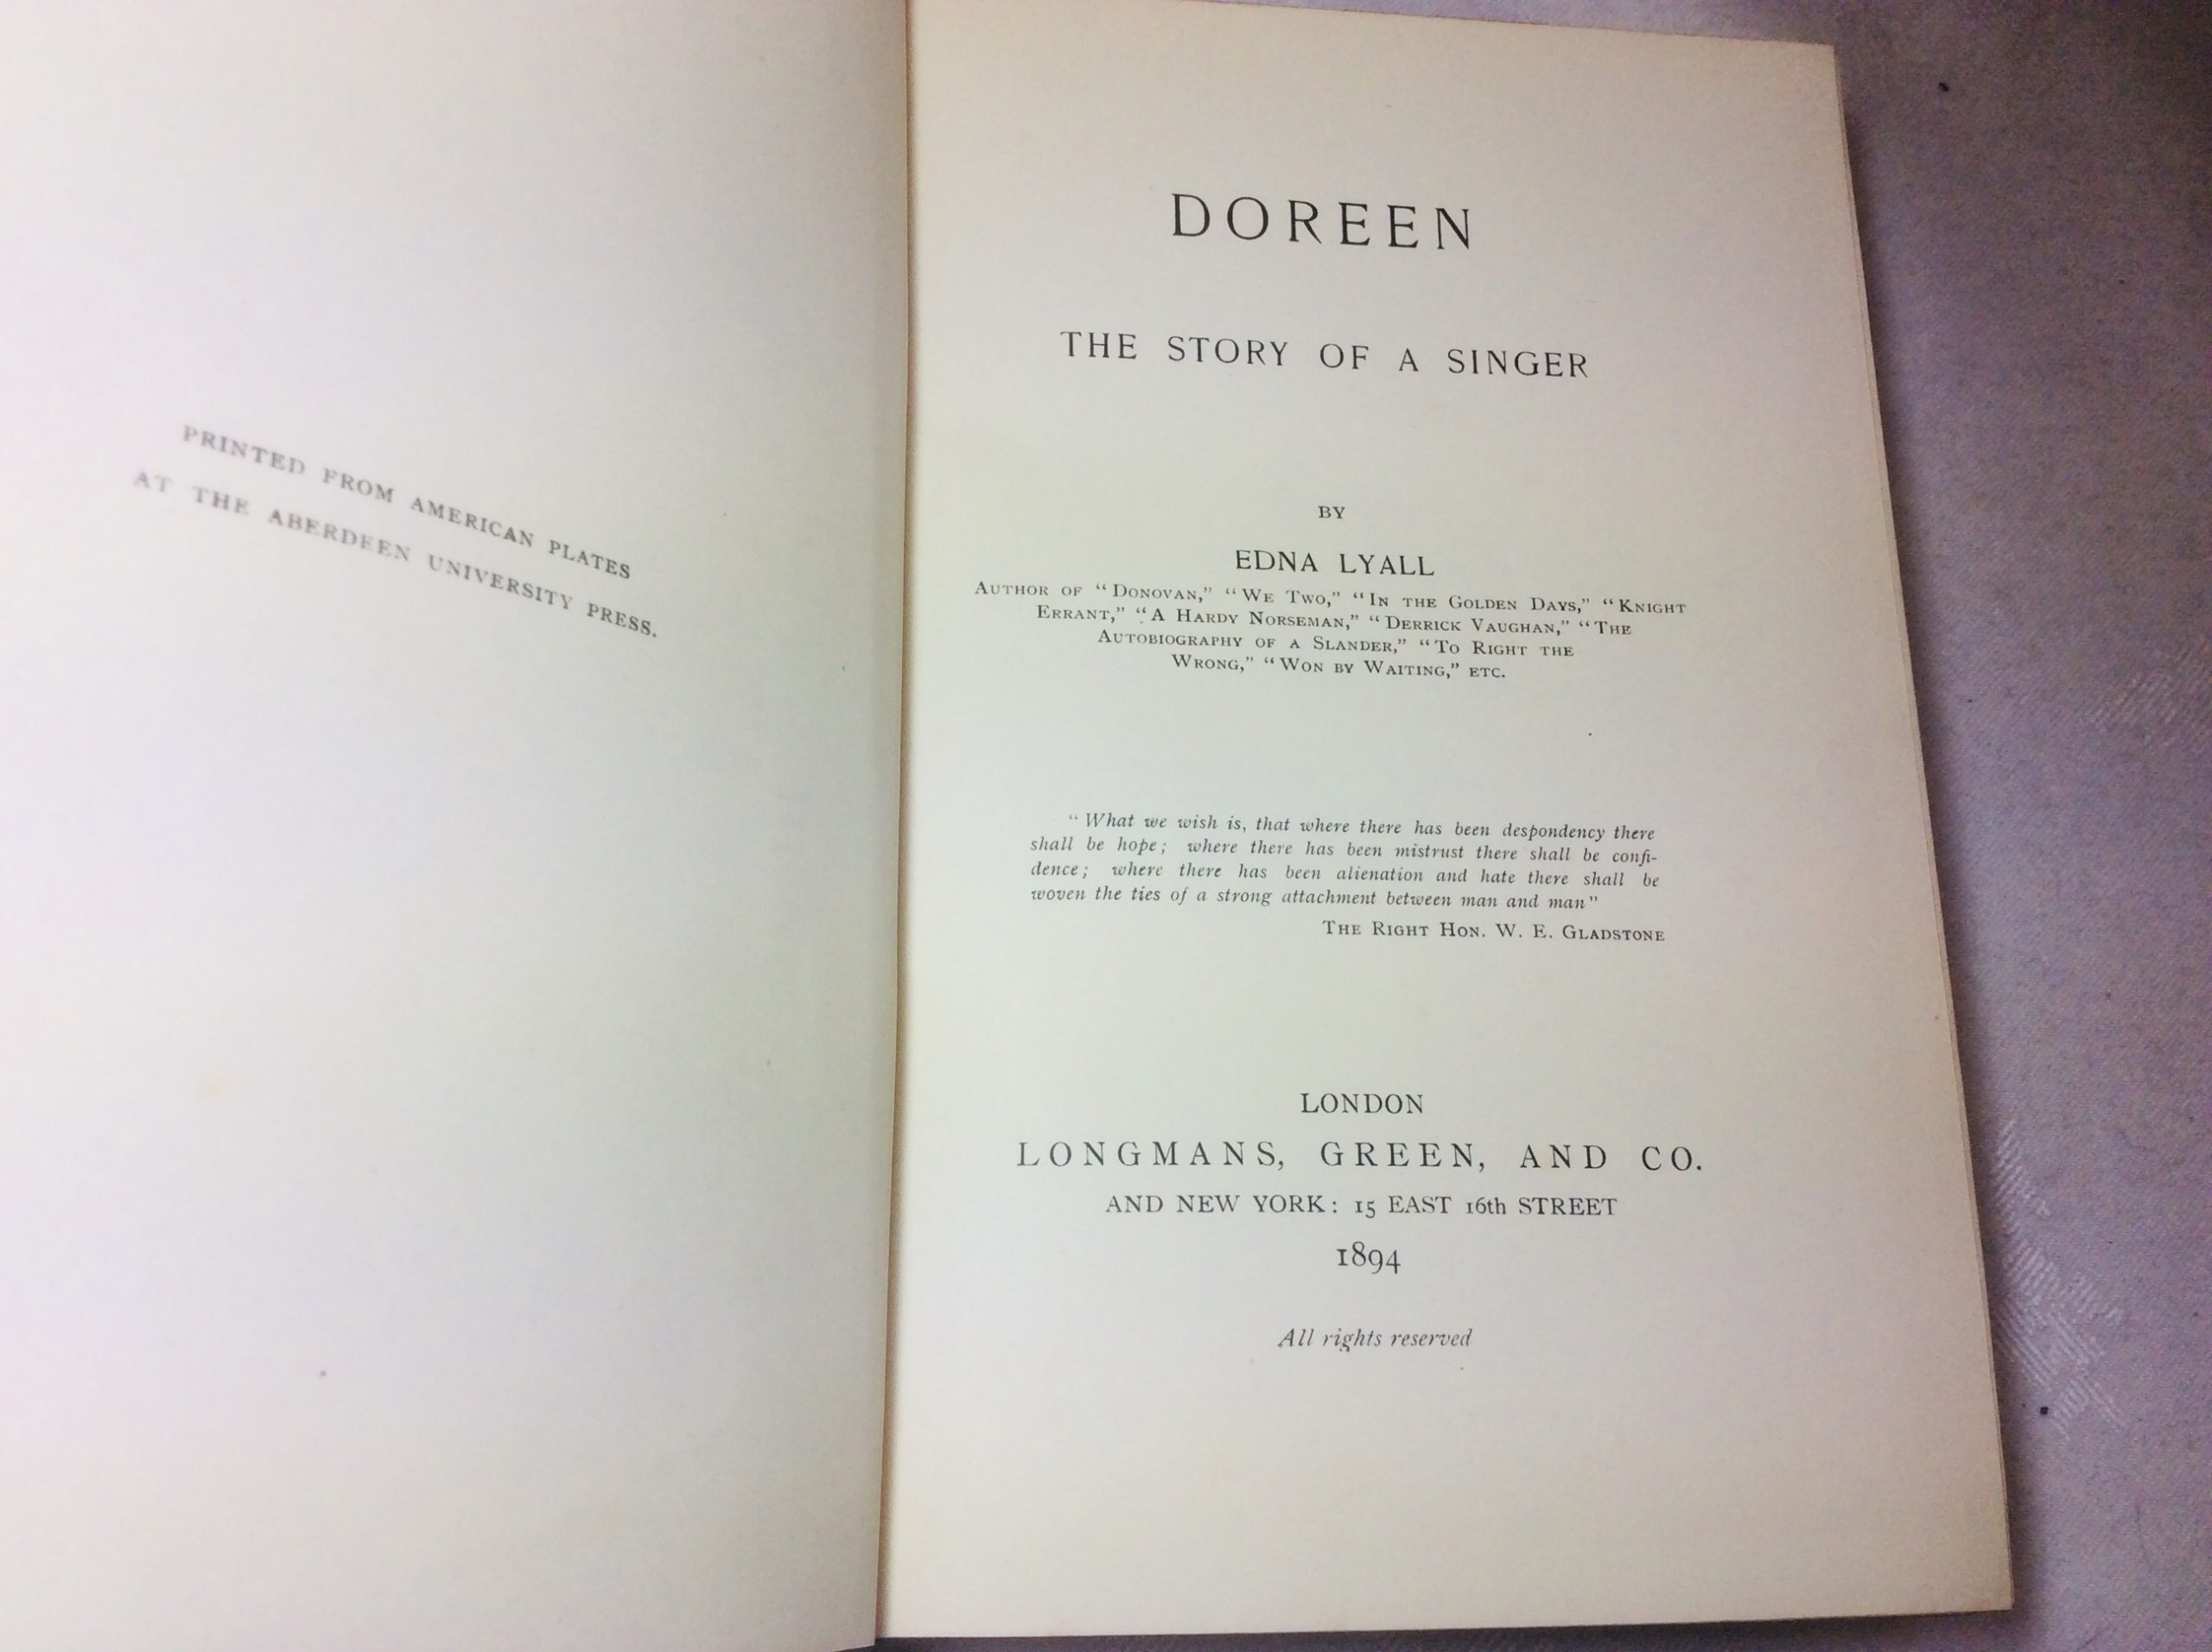 PRINTED FROM AMERICAN PLATES
AT THE ABERDEEN UNIVERSITY PRESS.
DOREEN
THE STORY OF A SINGER
BY
EDNA LYALL
AUTHOR OF “DONOVAN,” “WE TWO,” “IN THE GOLDEN DAYS,” “KNIGHT
ERRANT,” “A HARDY NORSEMAN,” “DERRICK VAUGHAN,” “THE
AUTOBIOGRAPHY OF A SLANDER,” “TO RIGHT THE
WRONG,” “WON BY WAITING,” ETC.
“What we wish is, that where there has been despondency there
shall be hope; where there has been mistrust there shall be confi-
dence; where there has been alienation and hate there shall be
woven the ties of a strong attachment between man and man”
THE RIGHT HON. W. E. GLADSTONE
LONDON
LONGMANS, GREEN, AND CO.
AND NEW YORK: 15 EAST 16th STREET
1894
All rights reserved